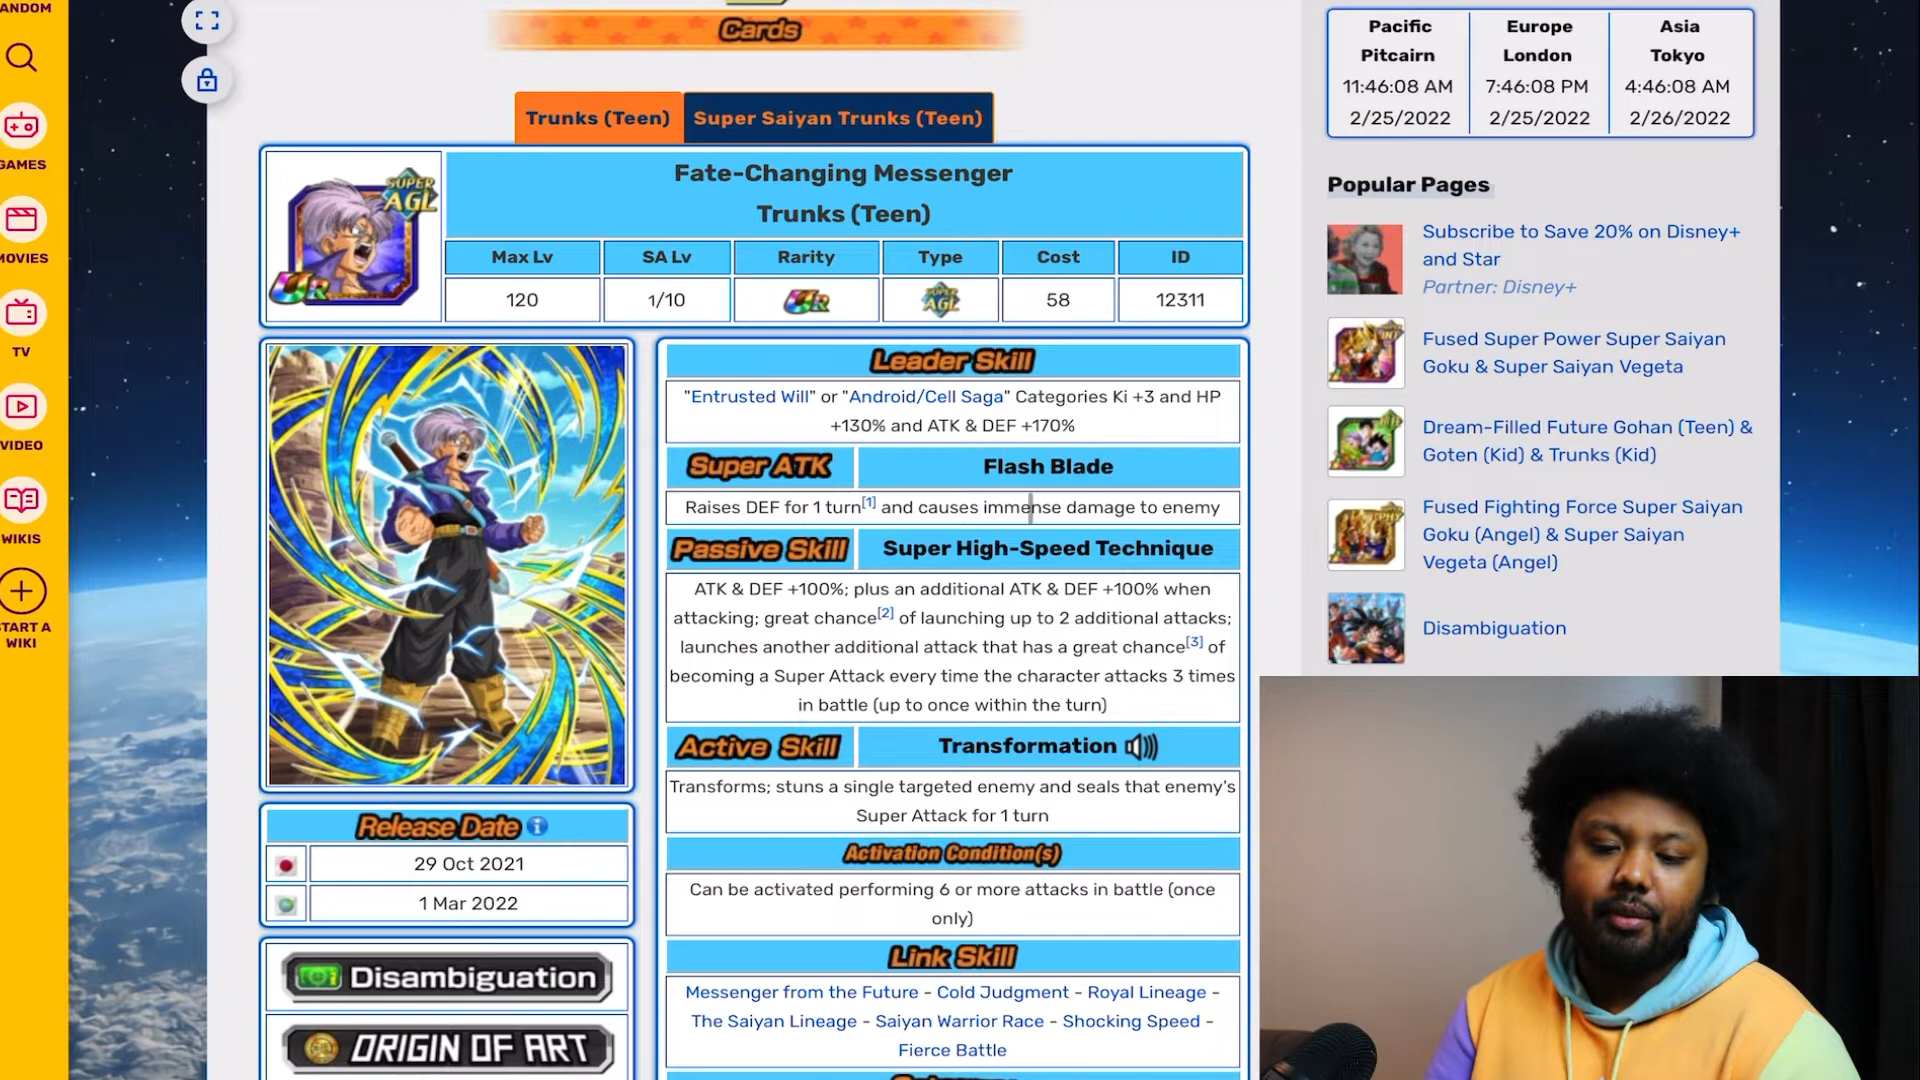 ANDOM
GAMES
MOVIES
TV
VIDEO
WIKIS
START A
WIKI
Cards
Trunks (Teen)
Super Saiyan Trunks (Teen)
SUPER
AGL
UR
Fate-Changing Messenger
Trunks (Teen)
Max Lv
SA Lv
Rarity
Type
Cost
ID
120
1/10
UR
SUPER
AGL
58
12311
Leader Skill
"Entrusted Will" or "Android/Cell Saga" Categories Ki +3 and HP
+130% and ATK & DEF +170%
Super ATK
Flash Blade
Raises DEF for 1 turn[1] and causes immense damage to enemy
Passive Skill
Super High-Speed Technique
ATK & DEF +100%; plus an additional ATK & DEF +100% when
attacking; great chance[2] of launching up to 2 additional attacks;
launches another additional attack that has a great chance[3] of
becoming a Super Attack every time the character attacks 3 times
in battle (up to once within the turn)
Active Skill
Transformation
Transforms; stuns a single targeted enemy and seals that enemy's
Super Attack for 1 turn
Activation Condition(s)
Can be activated performing 6 or more attacks in battle (once
only)
Link Skill
Messenger from the Future - Cold Judgment - Royal Lineage -
The Saiyan Lineage - Saiyan Warrior Race - Shocking Speed -
Fierce Battle
Release Date
29 Oct 2021
1 Mar 2022
Disambiguation
ORIGIN OF ART
Pacific
Pitcairn
11:46:08 AM
2/25/2022
Europe
London
7:46:08 PM
2/25/2022
Asia
Tokyo
4:46:08 AM
2/26/2022
Popular Pages
Subscribe to Save 20% on Disney+
and Star
Partner: Disney+
Fused Super Power Super Saiyan
Goku & Super Saiyan Vegeta
Dream-Filled Future Gohan (Teen) &
Goten (Kid) & Trunks (Kid)
Fused Fighting Force Super Saiyan
Goku (Angel) & Super Saiyan
Vegeta (Angel)
Disambiguation